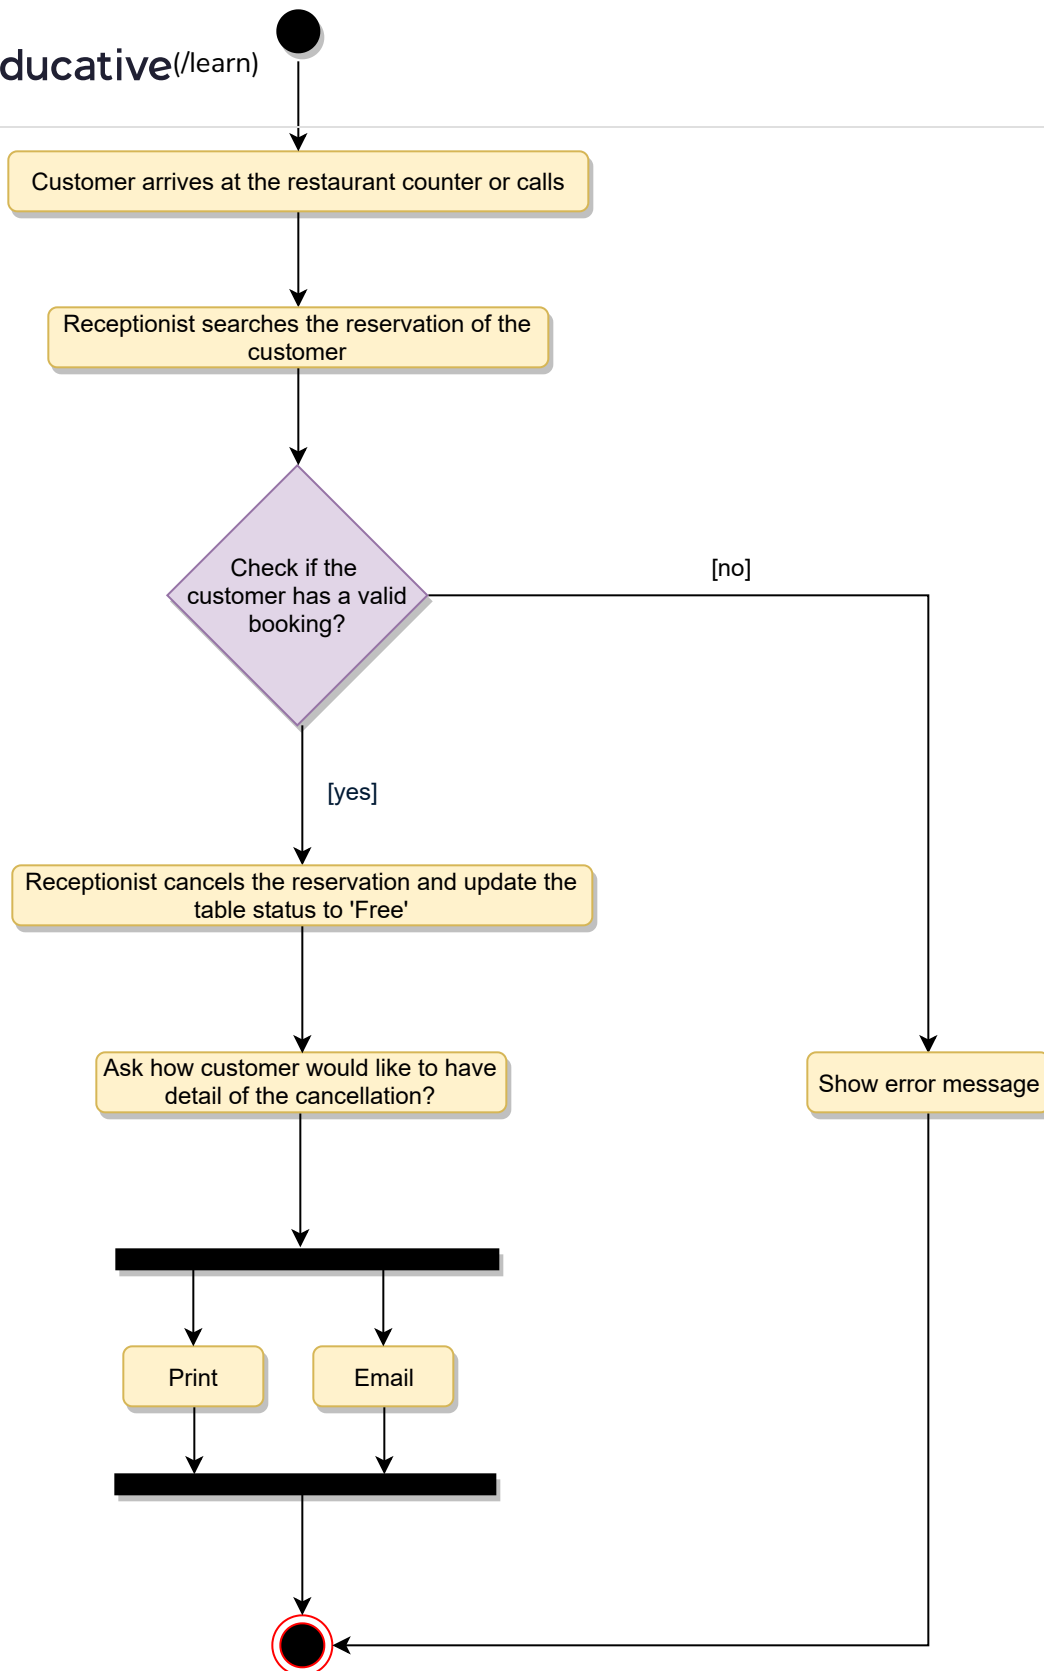 ducative(/learn)
Customer arrives at the restaurant counter or calls
Receptionist searches the reservation of the
customer
Check if the
customer has a valid
booking?
[no]
[yes]
Receptionist cancels the reservation and update the
table status to 'Free'
Ask how customer would like to have
detail of the cancellation?
Show error message
Print
Email